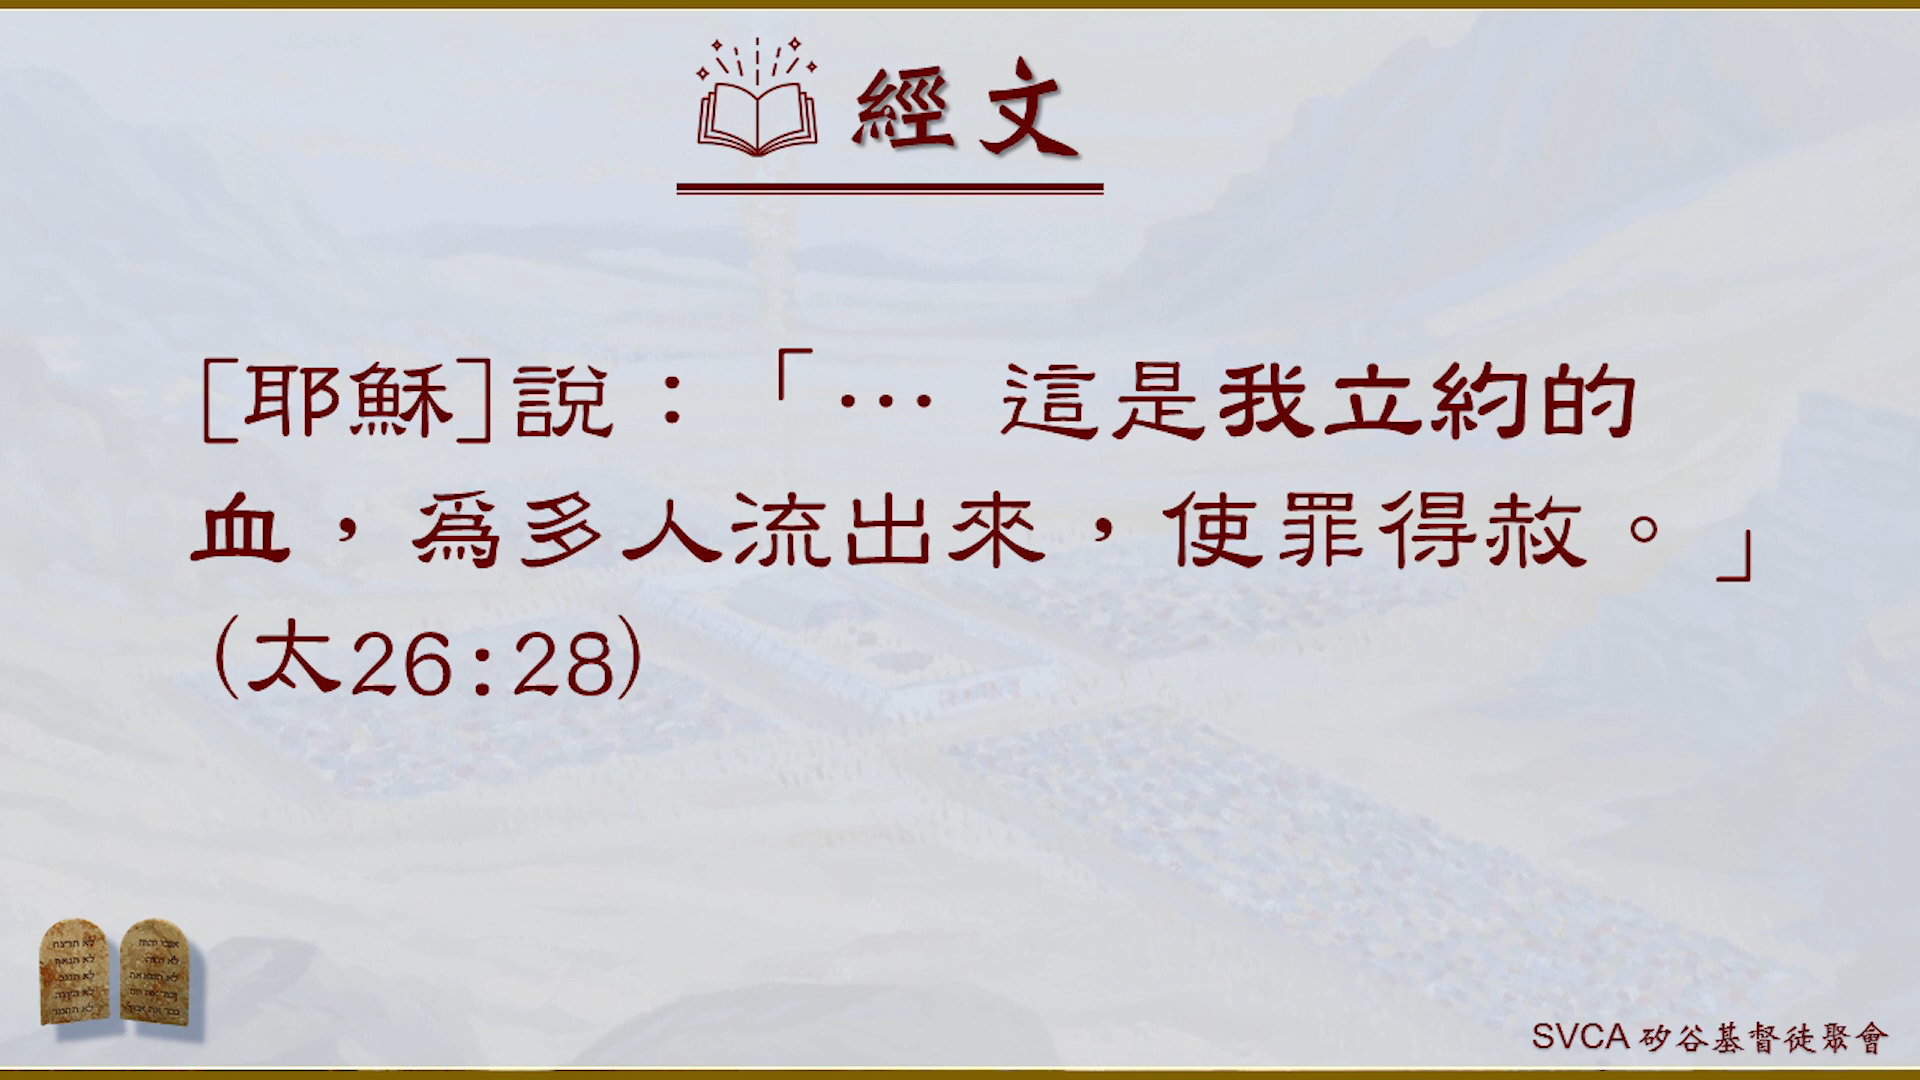 經文
[耶穌]說：「… 這是我立約的
血，為多人流出來，使罪得赦。」
(太26:28)
SVCA 矽谷基督徒聚會